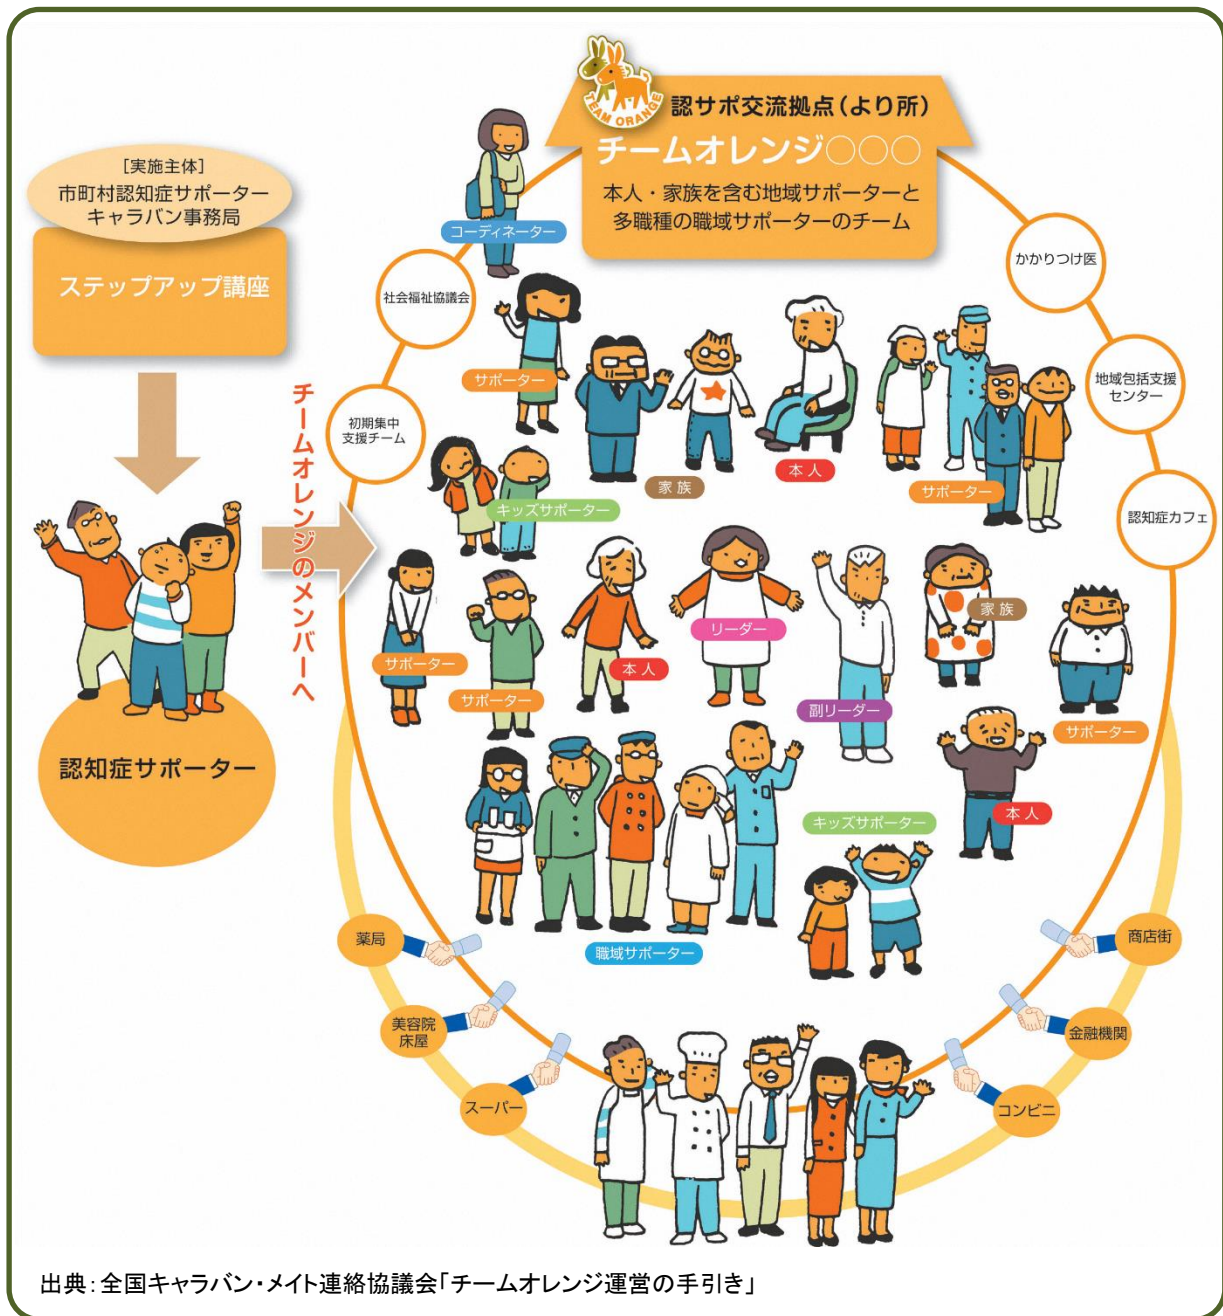 [実施主体]
市町村認知症サポーター
キャラバン事務局
ステップアップ講座
チームオレンジのメンバーへ
認知症サポーター
TEAM ORANGE
認サポ交流拠点(より所)
チームオレンジ○○○
本人・家族を含む地域サポーターと
多職種の職域サポーターのチーム
コーディネーター
社会福祉協議会
初期集中
支援チーム
かかりつけ医
地域包括支援
センター
認知症カフェ
サポーター
家族
本人
サポーター
キッズサポーター
サポーター
サポーター
本人
リーダー
副リーダー
家族
サポーター
本人
キッズサポーター
職域サポーター
薬局
美容院
床屋
スーパー
商店街
金融機関
コンビニ
出典:全国キャラバン・メイト連絡協議会「チームオレンジ運営の手引き」